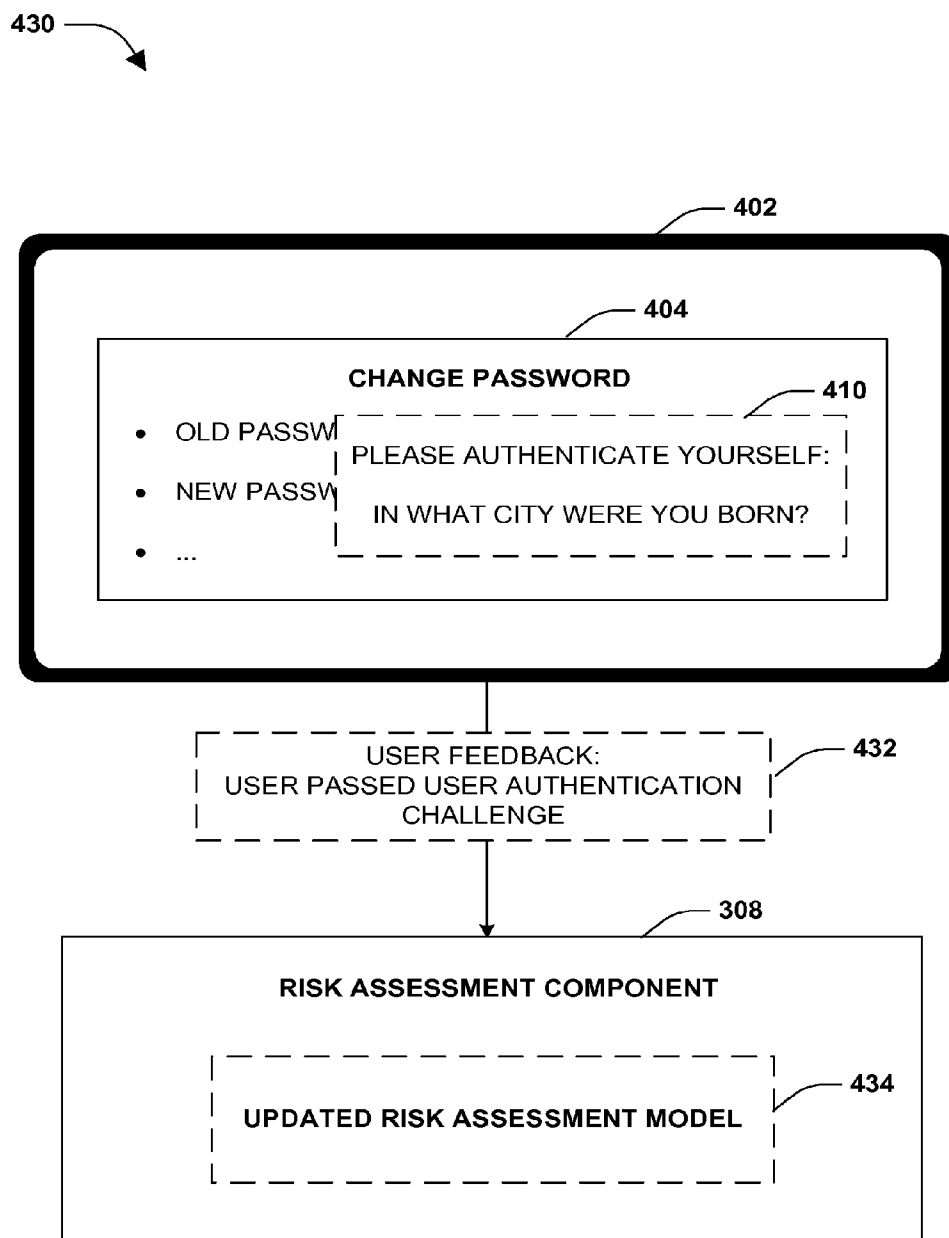 430
402
404
CHANGE PASSWORD
410
• OLD PASSW
PLEASE AUTHENTICATE YOURSELF:
• NEW PASSW
IN WHAT CITY WERE YOU BORN?
• ...
USER FEEDBACK:
432
USER PASSED USER AUTHENTICATION
CHALLENGE
308
RISK ASSESSMENT COMPONENT
434
UPDATED RISK ASSESSMENT MODEL